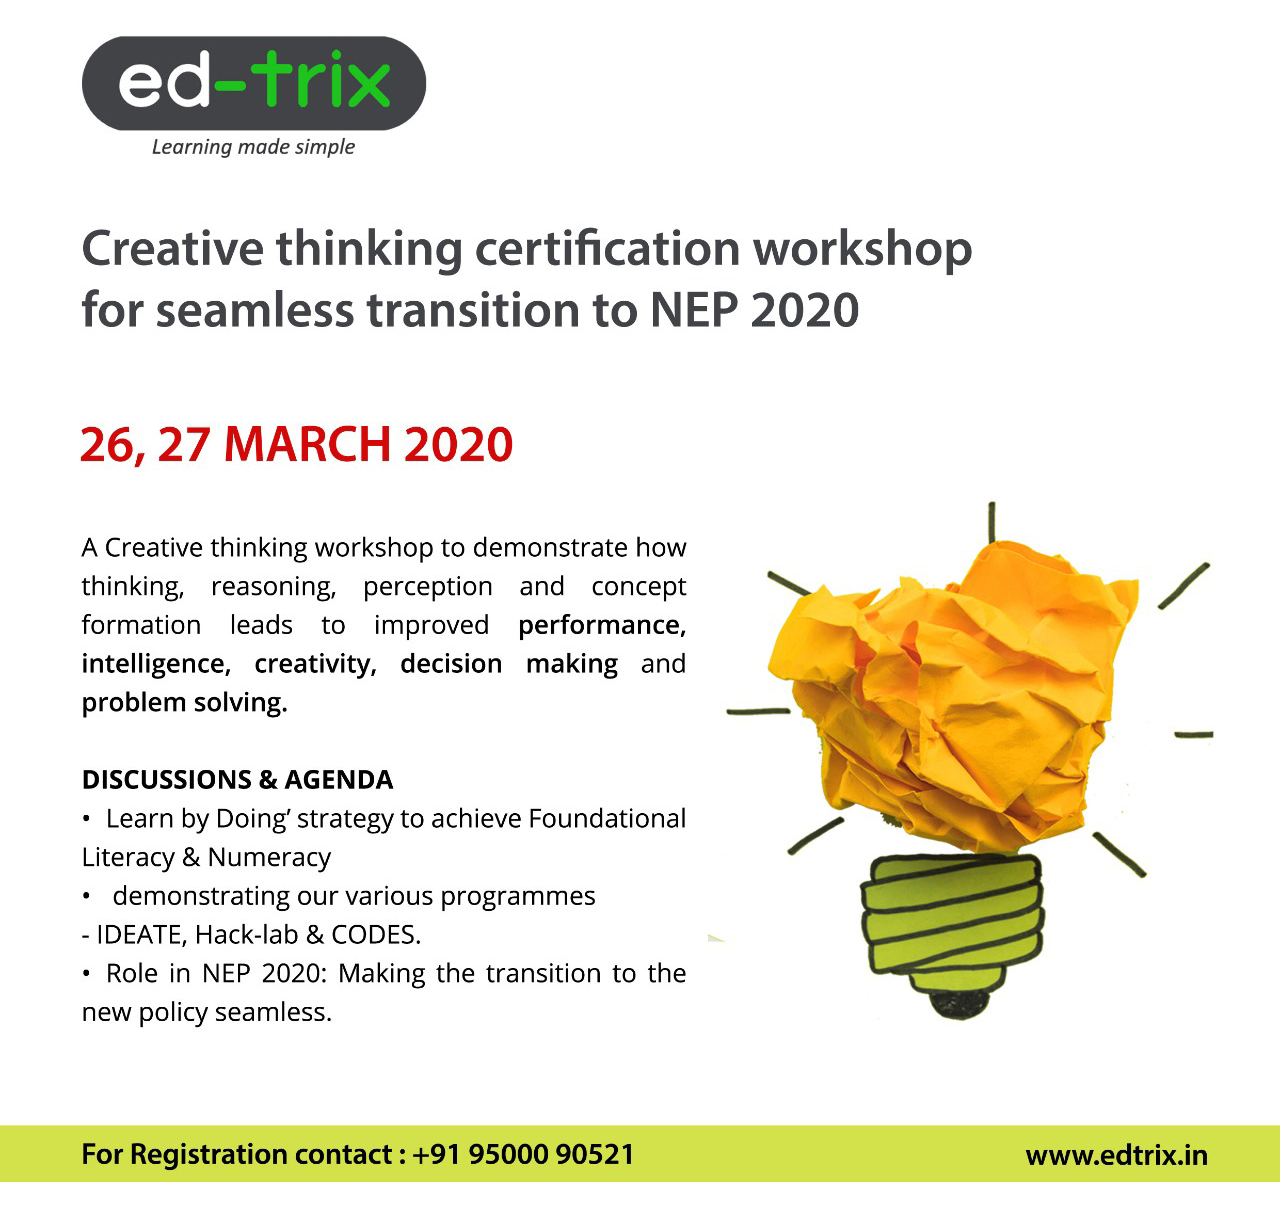 ed-trix
Learning made simple
Creative thinking certification workshop
for seamless transition to NEP 2020
26, 27 MARCH 2020
A Creative thinking workshop to demonstrate how
thinking, reasoning, perception and concept
formation leads to improved performance,
intelligence, creativity, decision making and
problem solving.
DISCUSSIONS & AGENDA
• Learn by Doing’ strategy to achieve Foundational
Literacy & Numeracy
• demonstrating our various programmes
- IDEATE, Hack-lab & CODES.
• Role in NEP 2020: Making the transition to the
new policy seamless.
For Registration contact : +91 95000 90521
www.edtrix.in